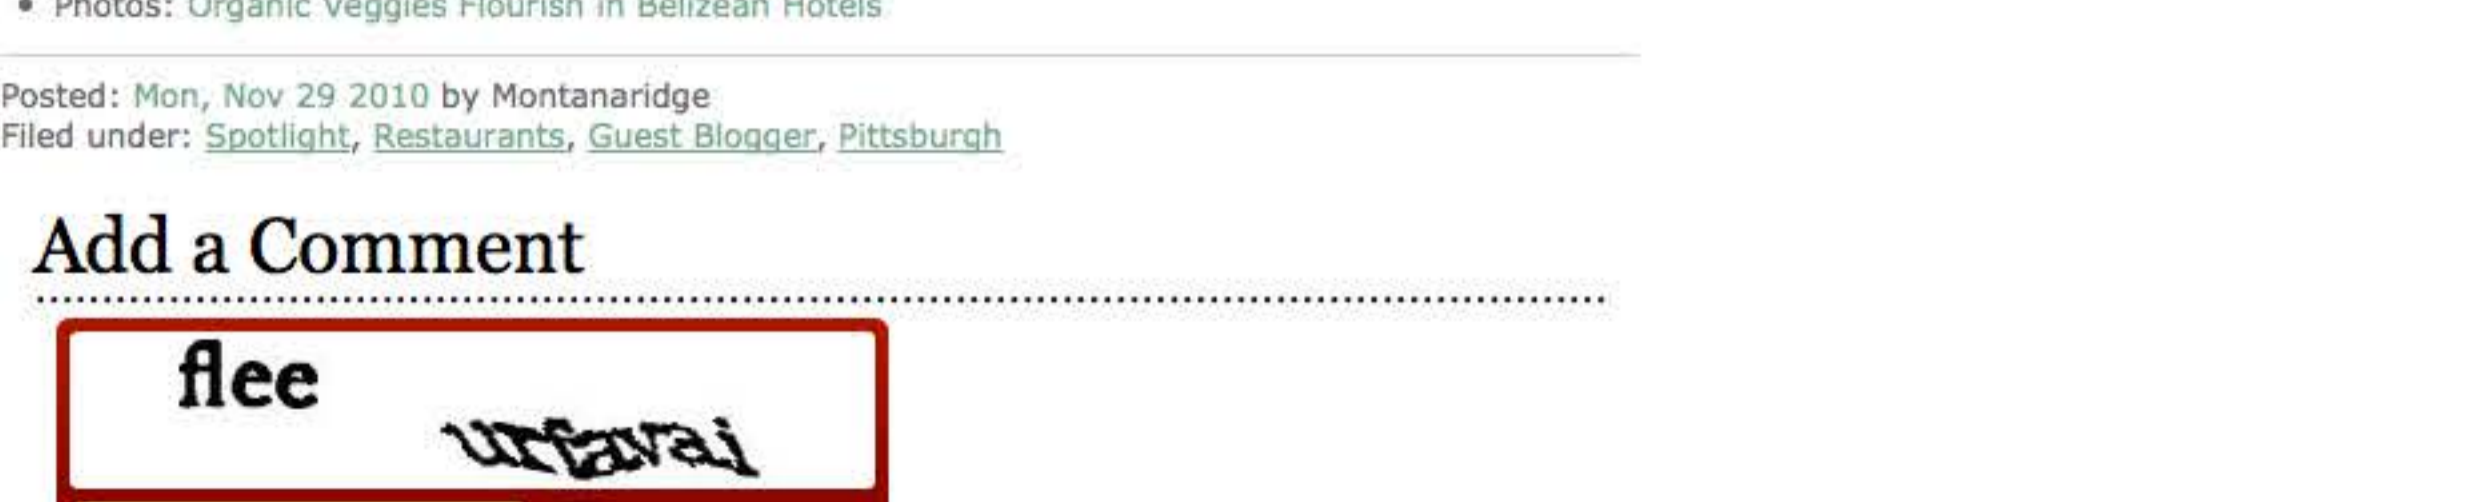 • Photos: Organic Veggies Flourish in Belizean Hotels
Posted: Mon, Nov 29 2010 by Montanaridge
Filed under: Spotlight, Restaurants, Guest Blogger, Pittsburgh
Add a Comment
flee